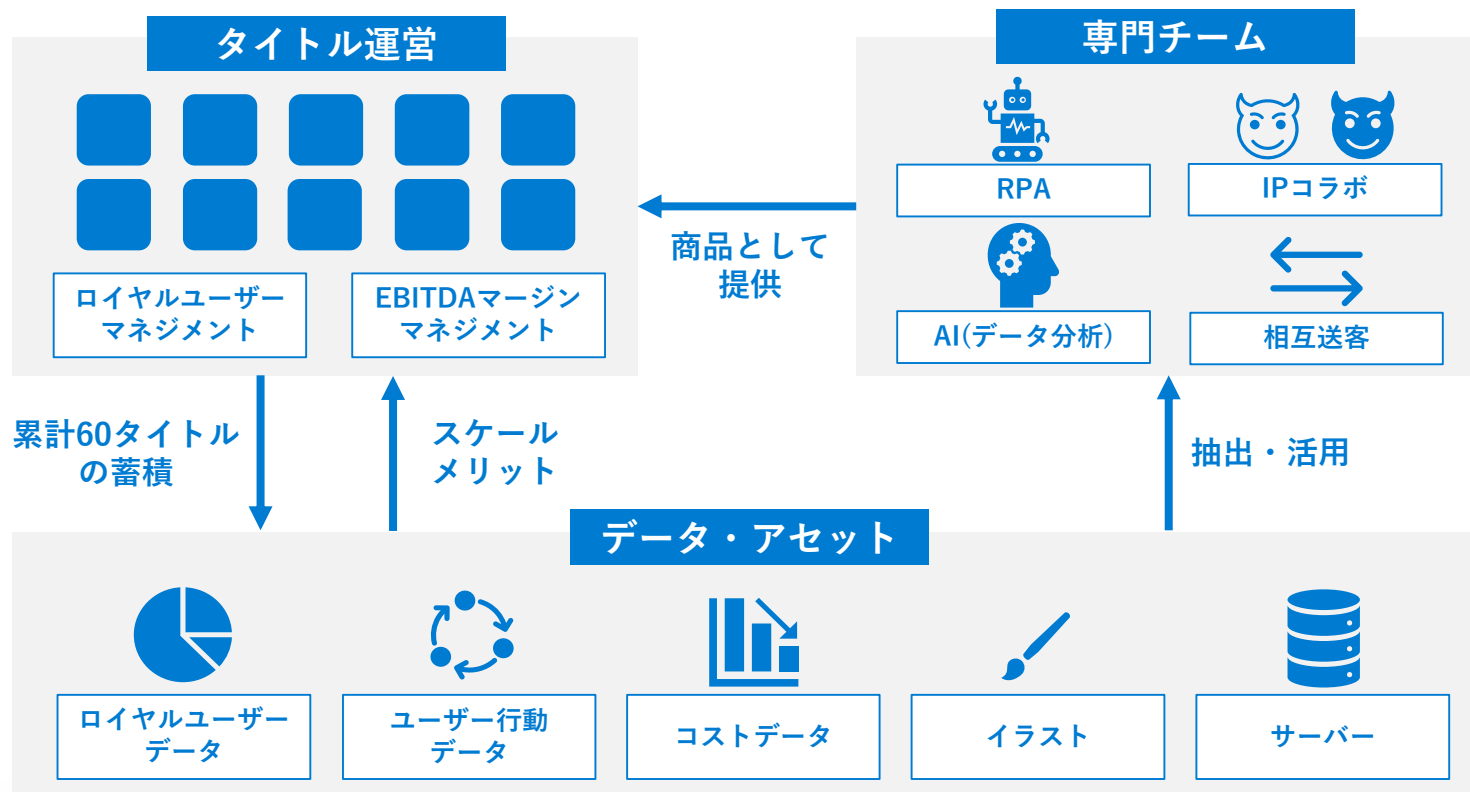 タイトル運営
ロイヤルユーザー
マネジメント
EBITDAマージン
マネジメント
専門チーム
RPA
IPコラボ
AI(データ分析)
相互送客
商品として
提供
累計60タイトル
の蓄積
スケール
メリット
抽出・活用
データ・アセット
ロイヤルユーザー
データ
ユーザー行動
データ
コストデータ
イラスト
サーバー